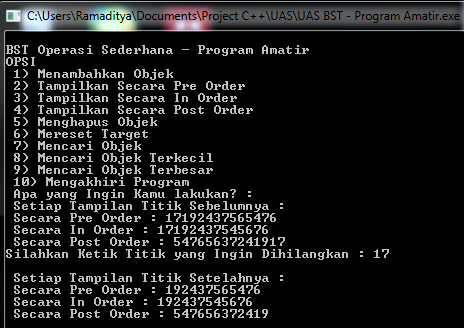 C:\Users\Ramaditya\Documents\Project C++\UAS\UAS BST - Program Amatir.exe
BST Operasi Sederhana - Program Amatir
OPSI
1) Menambahkan Objek
2) Tampilkan Secara Pre Order
3) Tampilkan Secara In Order
4) Tampilkan Secara Post Order
5) Menghapus Objek
6) Mereset Target
7) Mencari Objek
8) Mencari Objek Terkecil
9) Mencari Objek Terbesar
10) Mengakhiri Program
Apa yang Ingin Kamu lakukan? :
Setiap Tampilan Titik Sebelumnya :
Secara Pre Order : 17192437565476
Secara In Order : 17192437545676
Secara Post Order : 54765637241917
Silahkan Ketik Titik yang Ingin Dihilangkan : 17
Setiap Tampilan Titik Setelahnya :
Secara Pre Order : 192437565476
Secara In Order : 192437545676
Secara Post Order : 547656372419